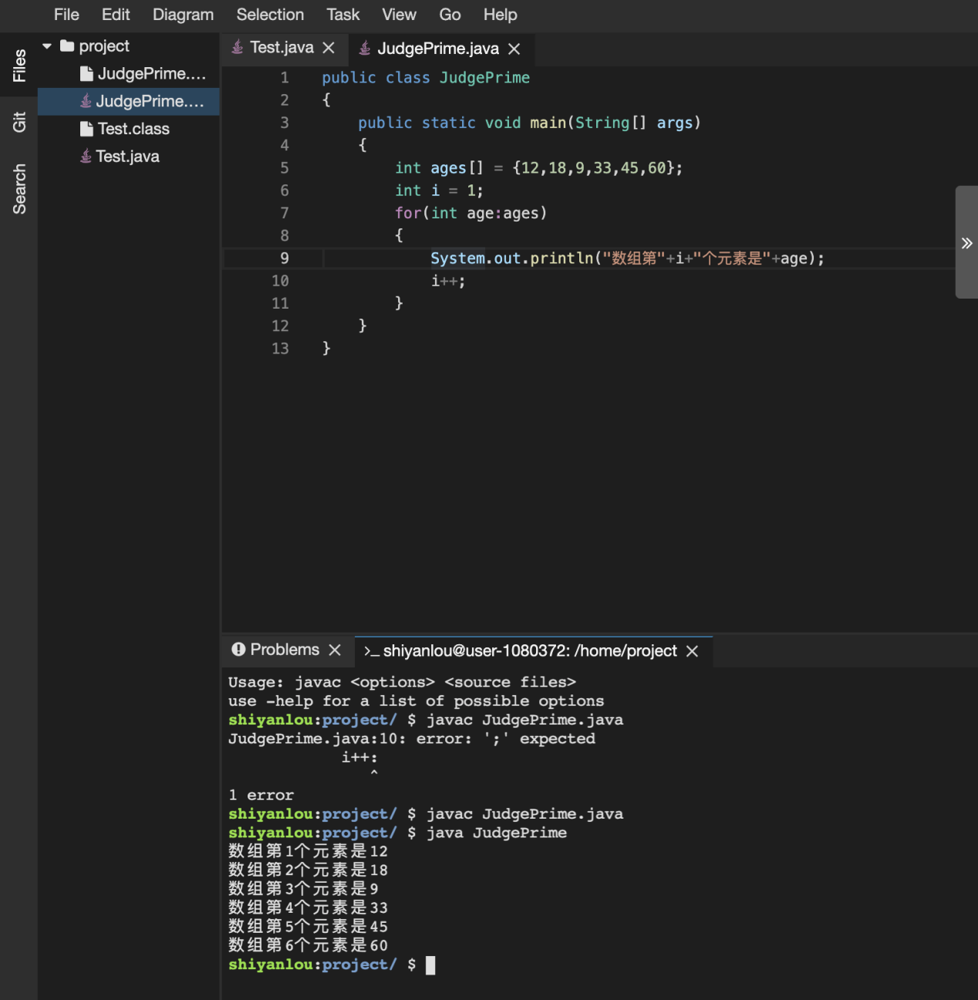 File Edit Diagram Selection Task View Go Help
Files
Git
Search
project
JudgePrime....
JudgePrime....
Test.class
Test.java
Test.java
JudgePrime.java
1 public class JudgePrime
2 {
3 public static void main(String[] args)
4 {
5 int ages[] = {12,18,9,33,45,60};
6 int i = 1;
7 for(int age:ages)
8 {
9 System.out.println("数组第"+i+"个元素是"+age);
10 i++;
11 }
12 }
13 }
Problems
>_ shiyanlou@user-1080372: /home/project
Usage: javac <options> <source files>
use -help for a list of possible options
shiyanlou:project/ $ javac JudgePrime.java
JudgePrime.java:10: error: ';' expected
i++:
^
1 error
shiyanlou:project/ $ javac JudgePrime.java
shiyanlou:project/ $ java JudgePrime
数组第1个元素是12
数组第2个元素是18
数组第3个元素是9
数组第4个元素是33
数组第5个元素是45
数组第6个元素是60
shiyanlou:project/ $